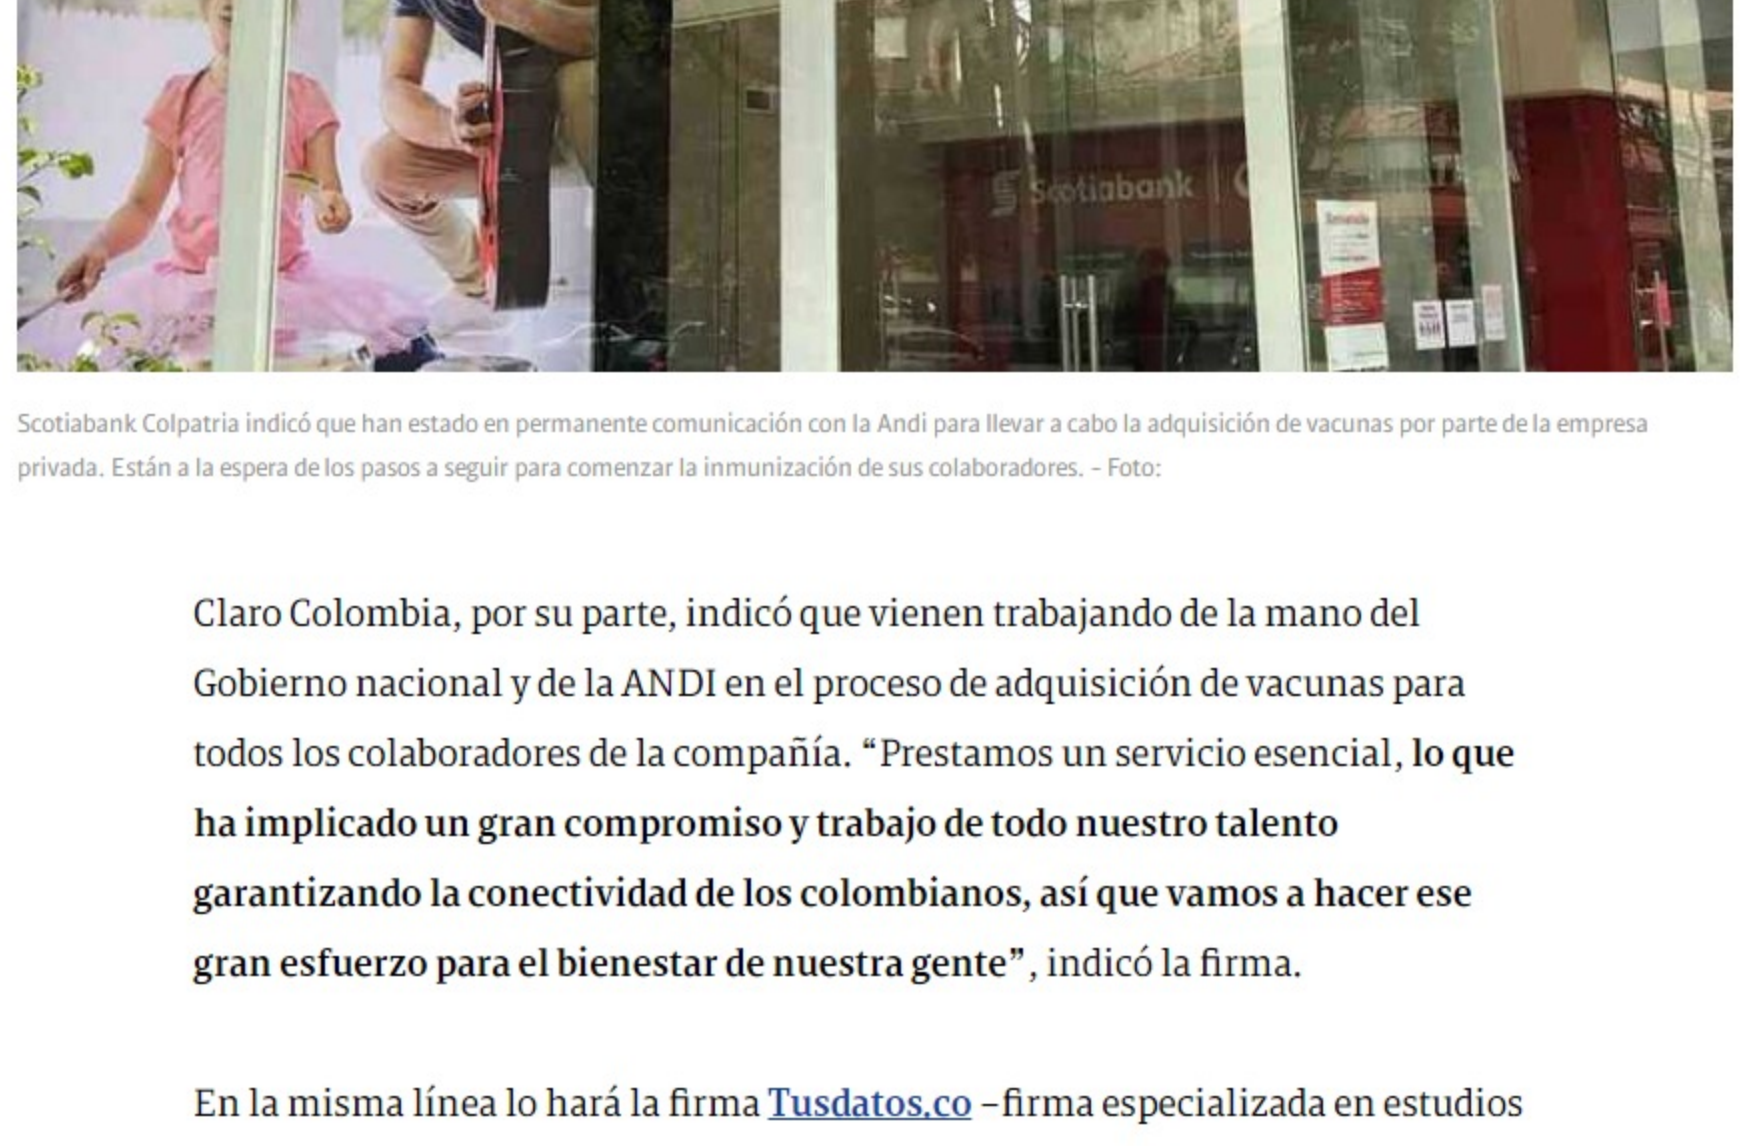 Scotiabank
Scotiabank Colpatria indicó que han estado en permanente comunicación con la Andi para llevar a cabo la adquisición de vacunas por parte de la empresa
privada. Están a la espera de los pasos a seguir para comenzar la inmunización de sus colaboradores. - Foto:
Claro Colombia, por su parte, indicó que vienen trabajando de la mano del
Gobierno nacional y de la ANDI en el proceso de adquisición de vacunas para
todos los colaboradores de la compañía. “Prestamos un servicio esencial, lo que
ha implicado un gran compromiso y trabajo de todo nuestro talento
garantizando la conectividad de los colombianos, así que vamos a hacer ese
gran esfuerzo para el bienestar de nuestra gente”, indicó la firma.
En la misma línea lo hará la firma Tusdatos.co –firma especializada en estudios